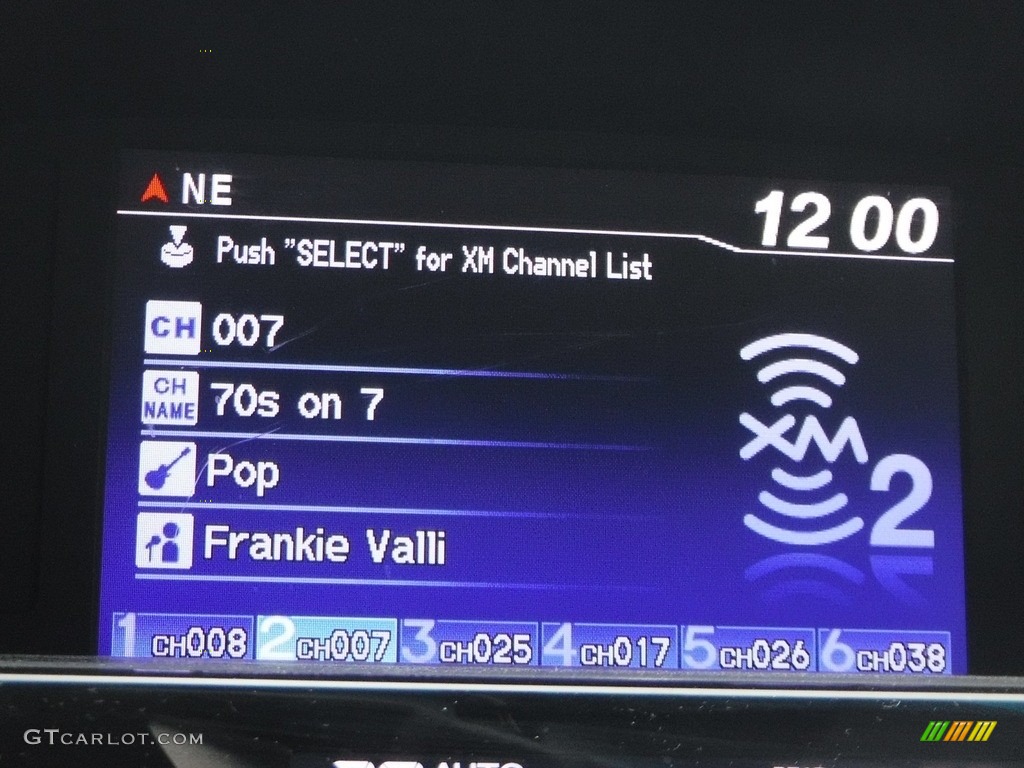 NE
12 00
Push "SELECT" for XM Channel List
CH 007
CH NAME 70s on 7
Pop
Frankie Valli
XM 2
1 CH008 2 CH007 3 CH025 4 CH017 5 CH026 6 CH038
GTCARLOT.COM
AUTO